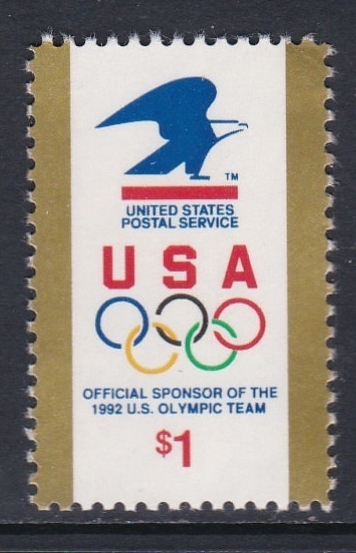 TM
UNITED STATES
POSTAL SERVICE
USA
OFFICIAL SPONSOR OF THE
1992 U.S. OLYMPIC TEAM
$1